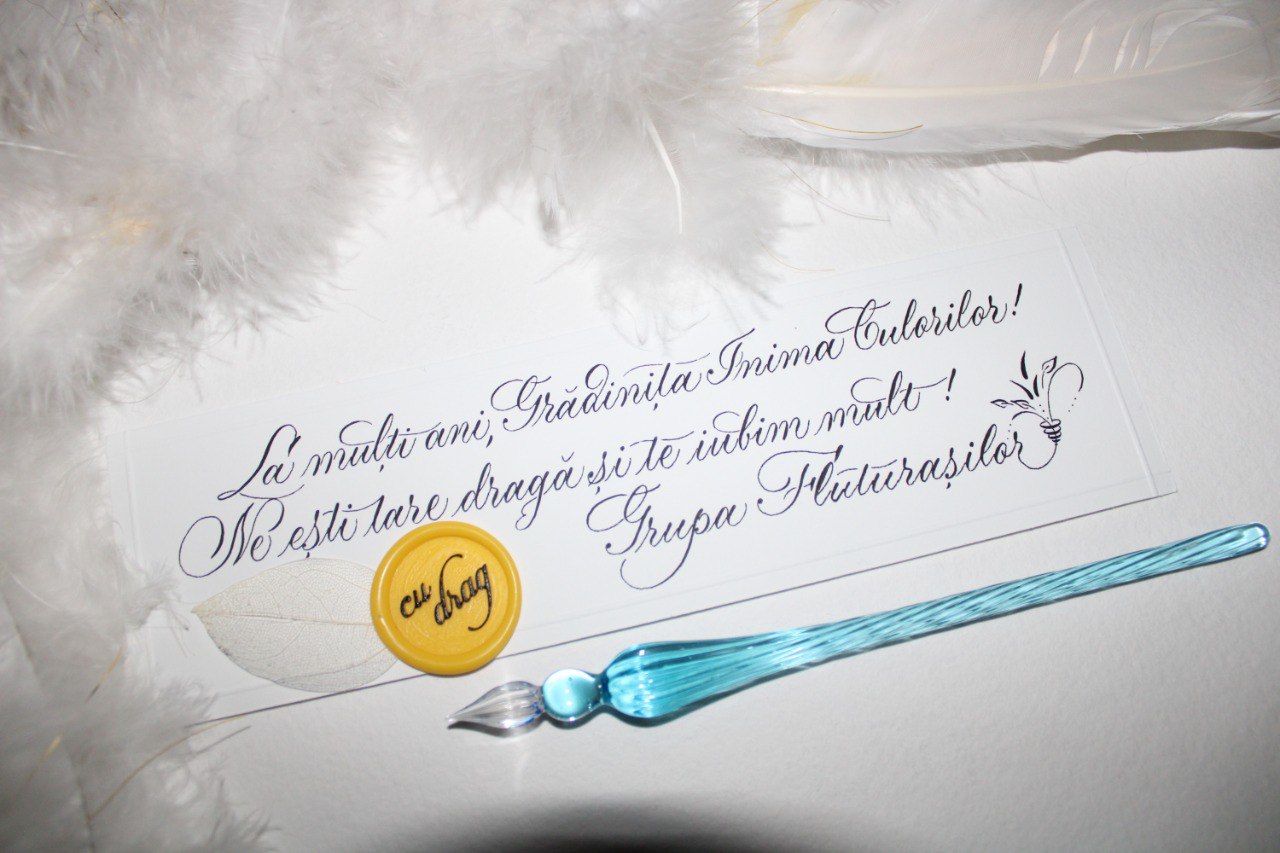 La mulți ani, Grădinița Inima Culorilor!
Ne ești tare dragă și te iubim mult!
Grupa Fluturașilor
cu
drag